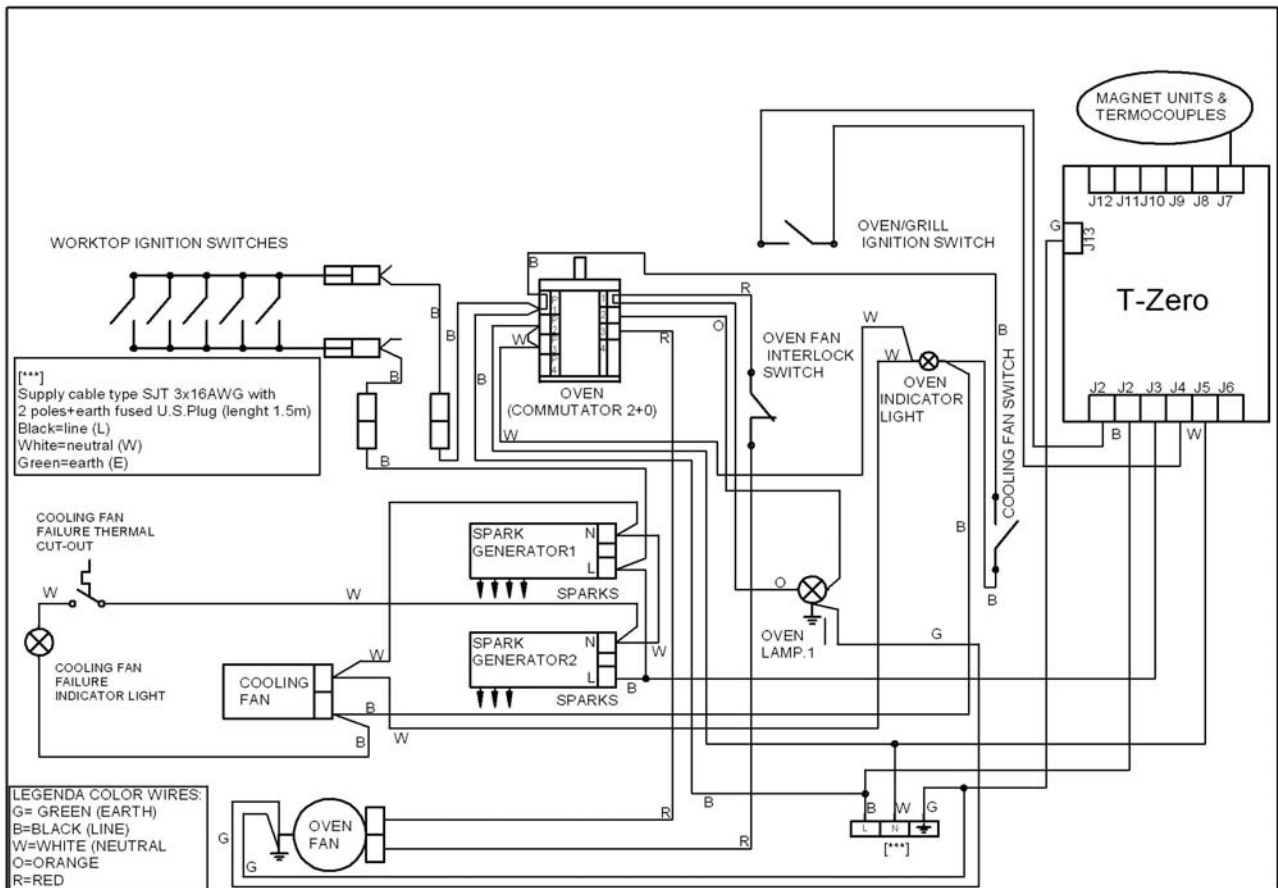 MAGNET UNITS &
TERMOCOUPLES
J12 J11 J10 J9 J8 J7
G
J13
T-Zero
J2 J2 J3 J4 J5 J6
B
W
OVEN/GRILL
IGNITION SWITCH
WORKTOP IGNITION SWITCHES
B
R
B
B
B
W
O
R
W
W
B
B
OVEN
(COMMUTATOR 2+0)
1
2
3
4
OVEN FAN
INTERLOCK
SWITCH
OVEN
INDICATOR
LIGHT
COOLING FAN SWITCH
B
W
[***]
Supply cable type SJT 3x16AWG with
2 poles+earth fused U.S.Plug (lenght 1.5m)
Black=line (L)
White=neutral (W)
Green=earth (E)
COOLING FAN
FAILURE THERMAL
CUT-OUT
W
W
SPARK
GENERATOR1
N
L
SPARKS
SPARK
GENERATOR2
N
L
SPARKS
W
B
O
OVEN
LAMP.1
G
B
B
COOLING FAN
FAILURE
INDICATOR LIGHT
COOLING
FAN
W
B
B
W
LEGENDA COLOR WIRES:
G= GREEN (EARTH)
B=BLACK (LINE)
W=WHITE (NEUTRAL
O=ORANGE
R=RED
G
G
OVEN
FAN
R
R
B
B
W
G
L
N
[***]